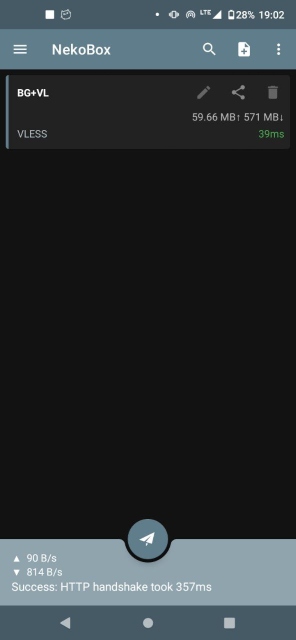 LTE 28% 19:02
NekoBox
BG+VL
59.66 MB↑ 571 MB↓
VLESS 39ms
▲ 90 B/s
▼ 814 B/s
Success: HTTP handshake took 357ms